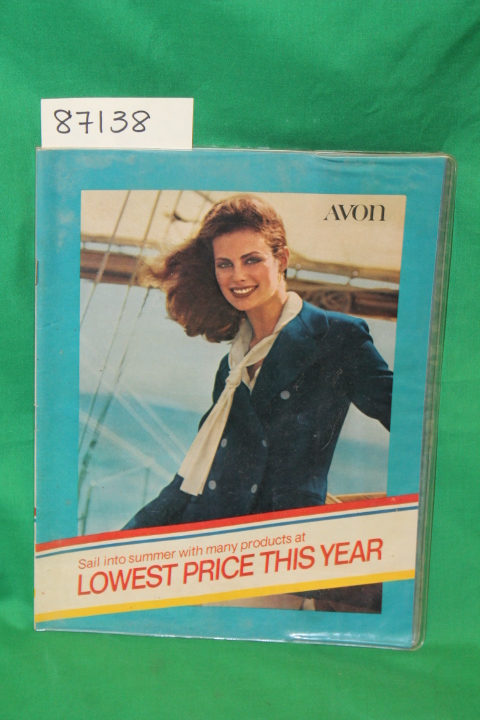 87138
AVON
Sail into summer with many products at
LOWEST PRICE THIS YEAR